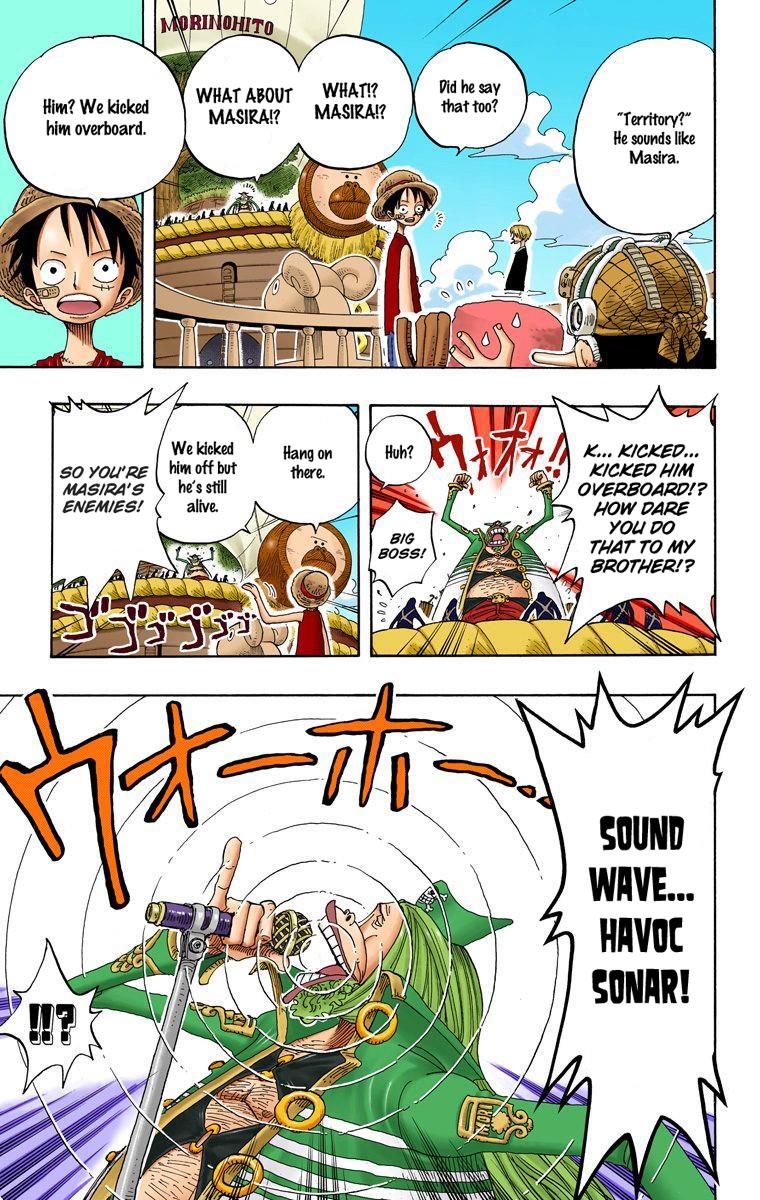 "Territory?"
He sounds like
Masira.
Did he say
that too?
WHAT!?
MASIRA!?
WHAT ABOUT
MASIRA!?
MORINOHITO
Him? We kicked
him overboard.
K... KICKED...
KICKED HIM
OVERBOARD!?
HOW DARE
YOU DO
THAT TO MY
BROTHER!?
ウオオォ!!
Huh?
BIG
BOSS!
Hang on
there.
We kicked
him off but
he's still
alive.
SO YOU'RE
MASIRA'S
ENEMIES!
ゴゴゴゴゴゴ
SOUND
WAVE...
HAVOC
SONAR!
ウォーホー...
!!?
MORI